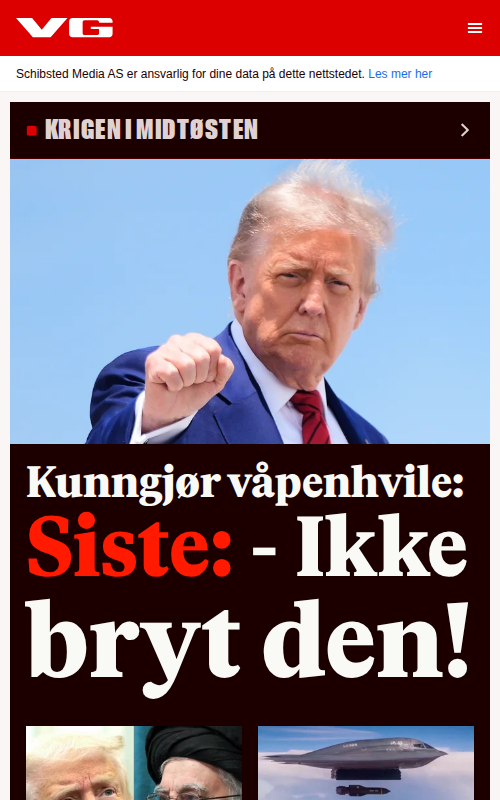 VG
Schibsted Media AS er ansvarlig for dine data på dette nettstedet. Les mer her
KRIGEN I MIDTØSTEN
Kunngjør våpenhvile:
Siste: - Ikke
bryt den!